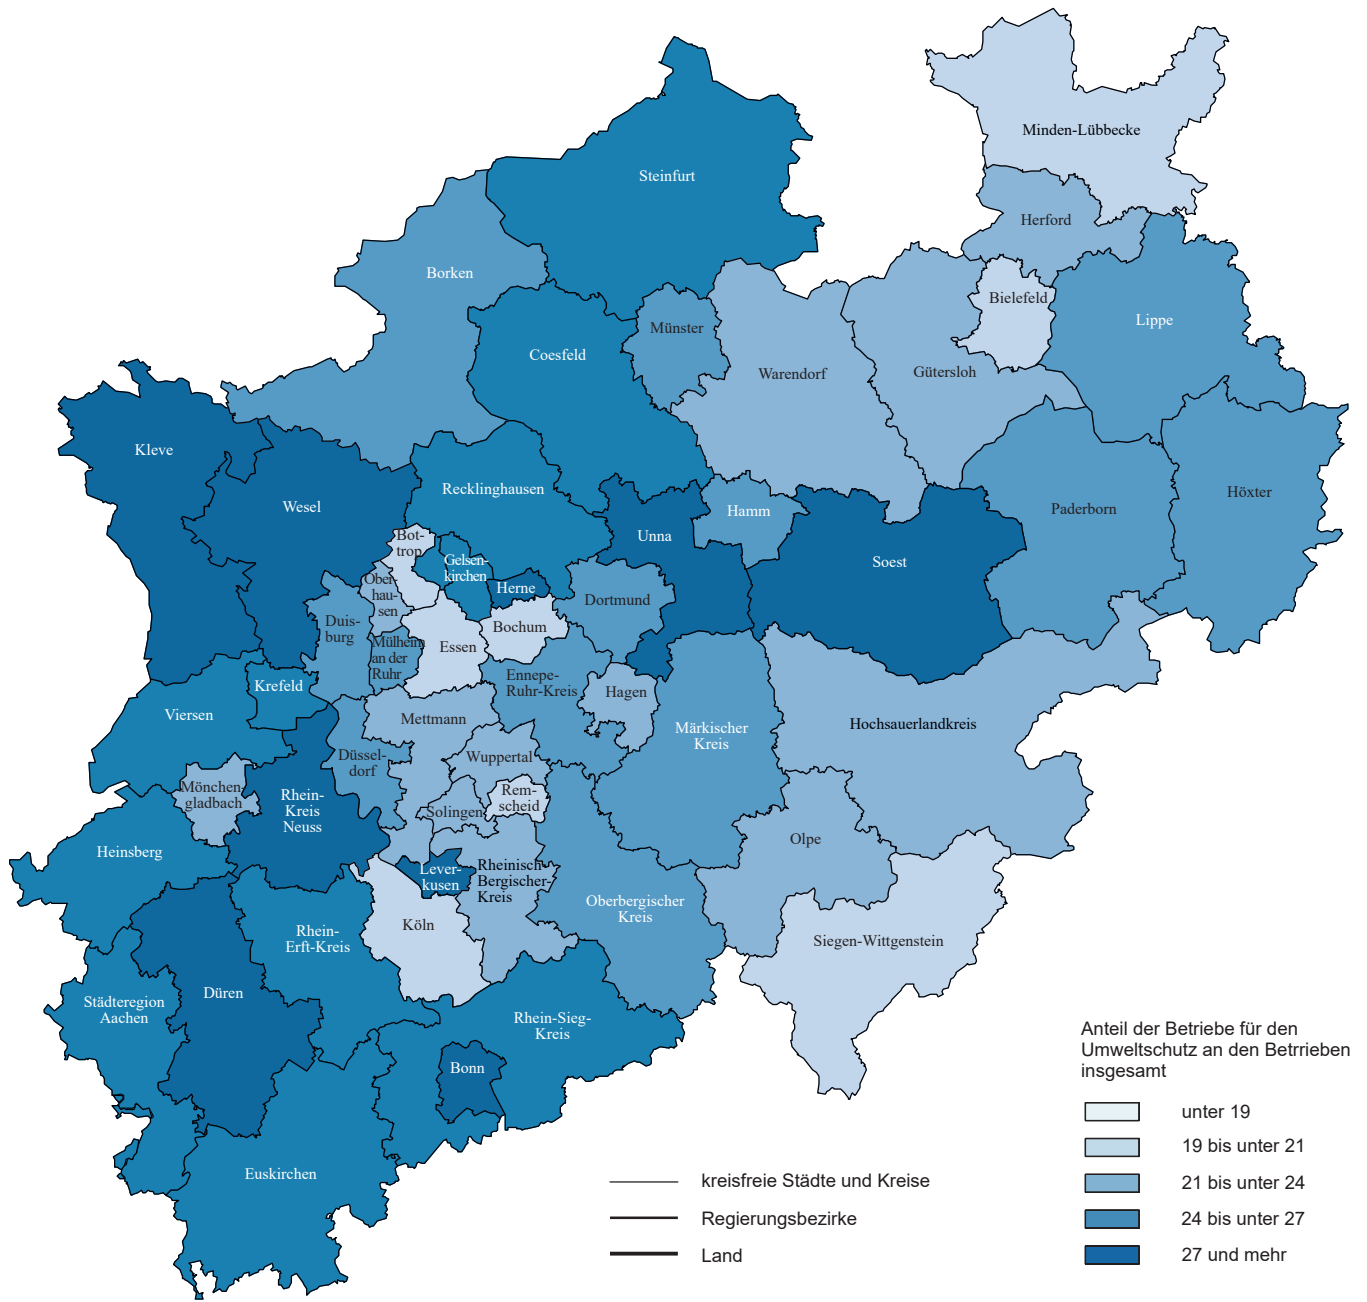 Minden-Lübbecke
Steinfurt
Herford
Borken
Bielefeld
Lippe
Münster
Coesfeld
Warendorf
Gütersloh
Kleve
Recklinghausen
Höxter
Wesel
Paderborn
Hamm
Unna
Bot-
trop
Soest
Gelsen-
kirchen
Ober-
hau-
sen
Herne
Dortmund
Duis-
burg
Bochum
Mülheim
an der
Ruhr
Essen
Ennepe-
Ruhr-Kreis
Krefeld
Hagen
Viersen
Mettmann
Märkischer
Kreis
Hochsauerlandkreis
Düssel-
dorf
Wuppertal
Mönchen-
gladbach
Rhein-
Kreis
Neuss
Rem-
scheid
Solingen
Olpe
Heinsberg
Lever-
kusen
Rheinisch-
Bergischer-
Kreis
Oberbergischer
Kreis
Köln
Rhein-
Erft-Kreis
Siegen-Wittgenstein
Düren
Städteregion
Aachen
Rhein-Sieg-
Kreis
Bonn
Euskirchen
Anteil der Betriebe für den
Umweltschutz an den Betrrieben
insgesamt
unter 19
19 bis unter 21
21 bis unter 24
24 bis unter 27
27 und mehr
kreisfreie Städte und Kreise
Regierungsbezirke
Land